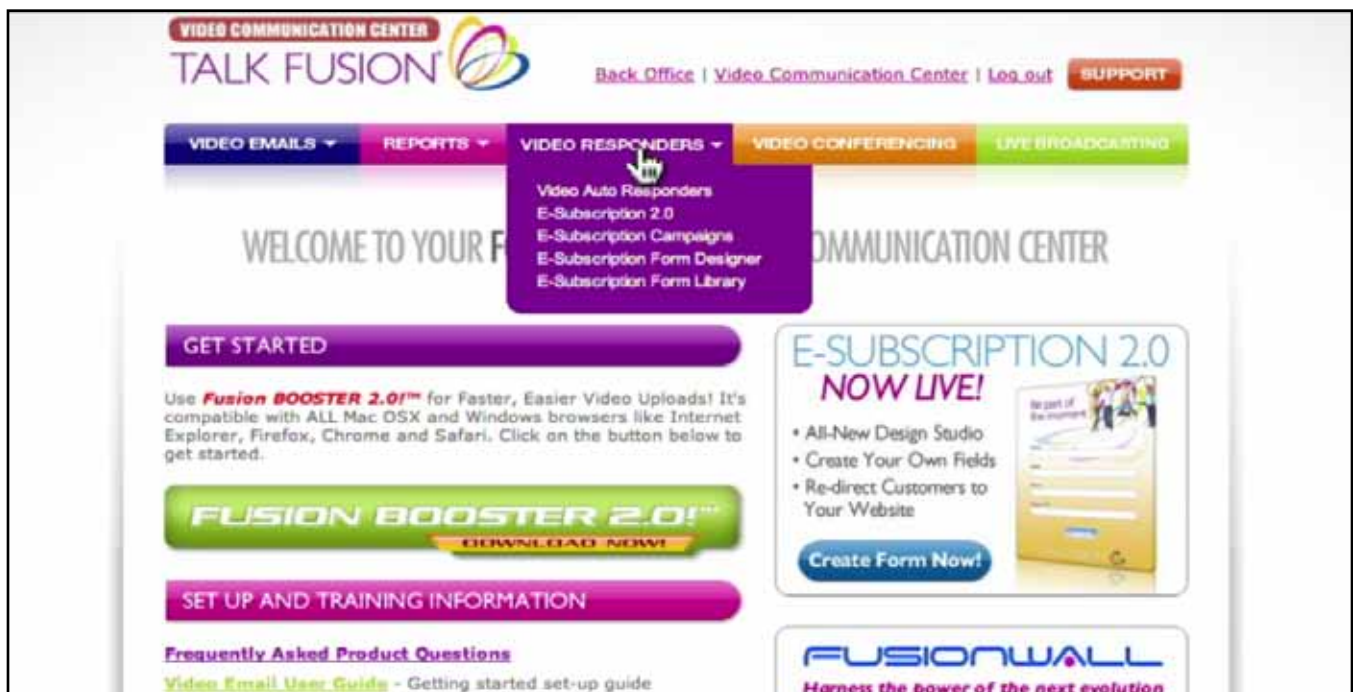 VIDEO COMMUNICATION CENTER
TALK FUSION
Back Office | Video Communication Center | Log out
SUPPORT
VIDEO EMAILS
REPORTS
VIDEO RESPONDERS
VIDEO CONFERENCING
LIVE BROADCASTING
Video Auto Responders
E-Subscription 2.0
E-Subscription Campaigns
E-Subscription Form Designer
E-Subscription Form Library
WELCOME TO YOUR COMMUNICATION CENTER
GET STARTED
Use Fusion BOOSTER 2.0!™ for Faster, Easier Video Uploads! It's
compatible with ALL Mac OSX and Windows browsers like Internet
Explorer, Firefox, Chrome and Safari. Click on the button below to
get started.
FUSION BOOSTER 2.0!™
DOWNLOAD NOW!
SET UP AND TRAINING INFORMATION
Frequently Asked Product Questions
Video Email User Guide - Getting started set-up guide
E-SUBSCRIPTION 2.0
NOW LIVE!
• All-New Design Studio
• Create Your Own Fields
• Re-direct Customers to
Your Website
Be part of
the moment
Create Form Now!
FUSIONWALL
Harness the power of the next evolution